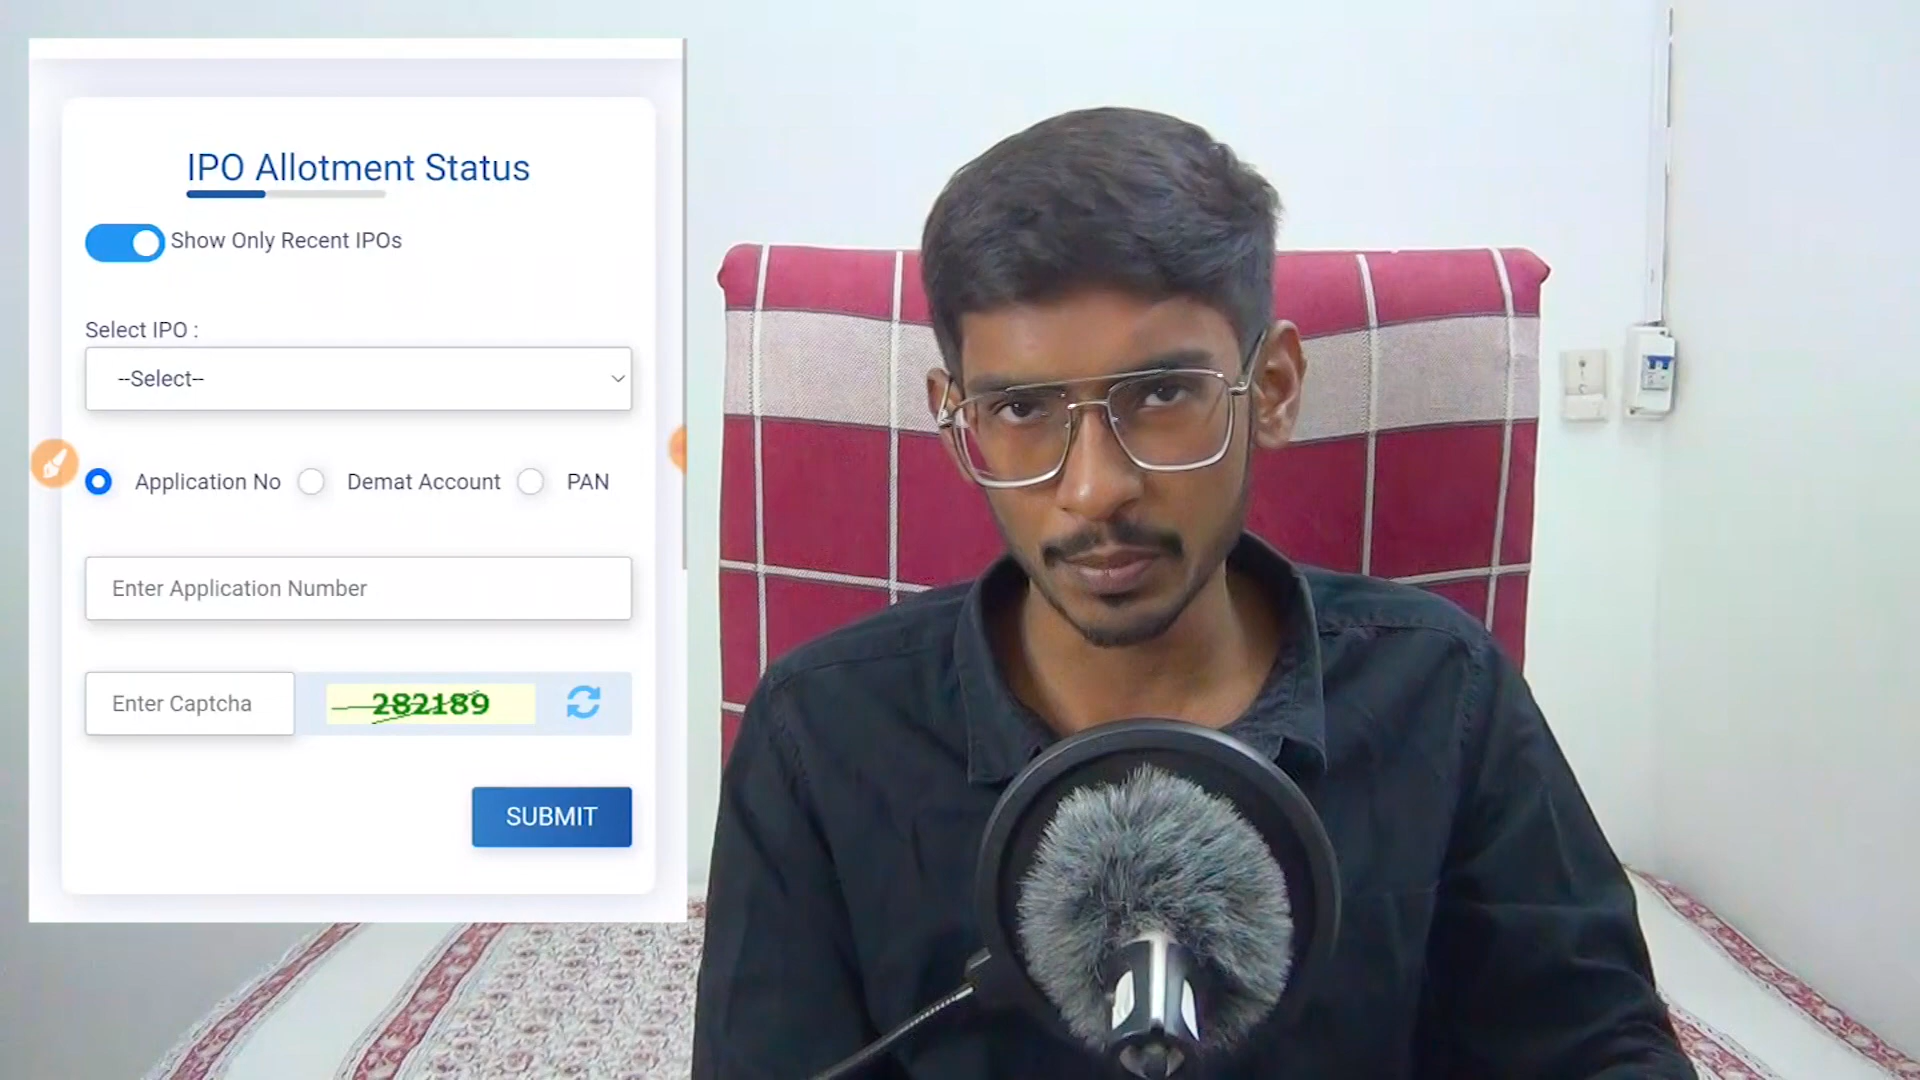 IPO Allotment Status
Show Only Recent IPOs
Select IPO :
--Select--
Application No Demat Account PAN
Enter Application Number
Enter Captcha 282189
SUBMIT